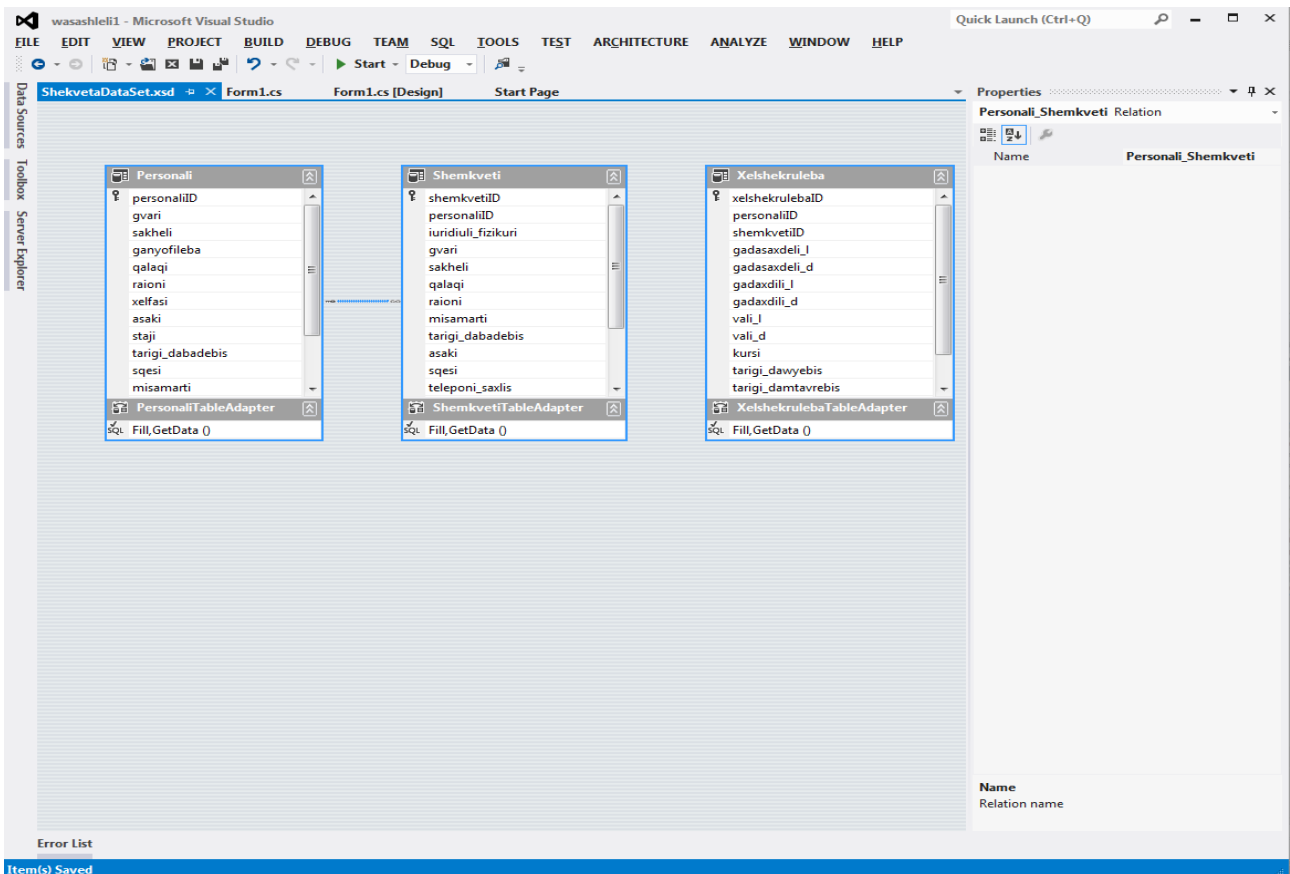 wasashleli1 - Microsoft Visual Studio
Quick Launch (Ctrl+Q)
FILE EDIT VIEW PROJECT BUILD DEBUG TEAM SQL TOOLS TEST ARCHITECTURE ANALYZE WINDOW HELP
Start Debug
Data Sources
Toolbox
Server Explorer
ShekvetaDataSet.xsd Form1.cs Form1.cs [Design] Start Page
Personali
personaliID
gvari
sakheli
ganyofileba
qalaqi
raioni
xelfasi
asaki
staji
tarigi_dabadebis
sqesi
misamarti
PersonaliTableAdapter
SQL Fill,GetData ()
Shemkveti
shemkvetiID
personaliID
iuridiuli_fizikuri
gvari
sakheli
qalaqi
raioni
misamarti
tarigi_dabadebis
asaki
sqesi
teleponi_saxlis
ShemkvetiTableAdapter
SQL Fill,GetData ()
Xelshekruleba
xelshekrulebaID
personaliID
shemkvetiID
gadasaxdeli_l
gadasaxdeli_d
gadaxdili_l
gadaxdili_d
vali_l
vali_d
kursi
tarigi_dawyebis
tarigi_damtavrebis
XelshekrulebaTableAdapter
SQL Fill,GetData ()
Properties
Personali_Shemkveti Relation
Name Personali_Shemkveti
Name
Relation name
Error List
Item(s) Saved